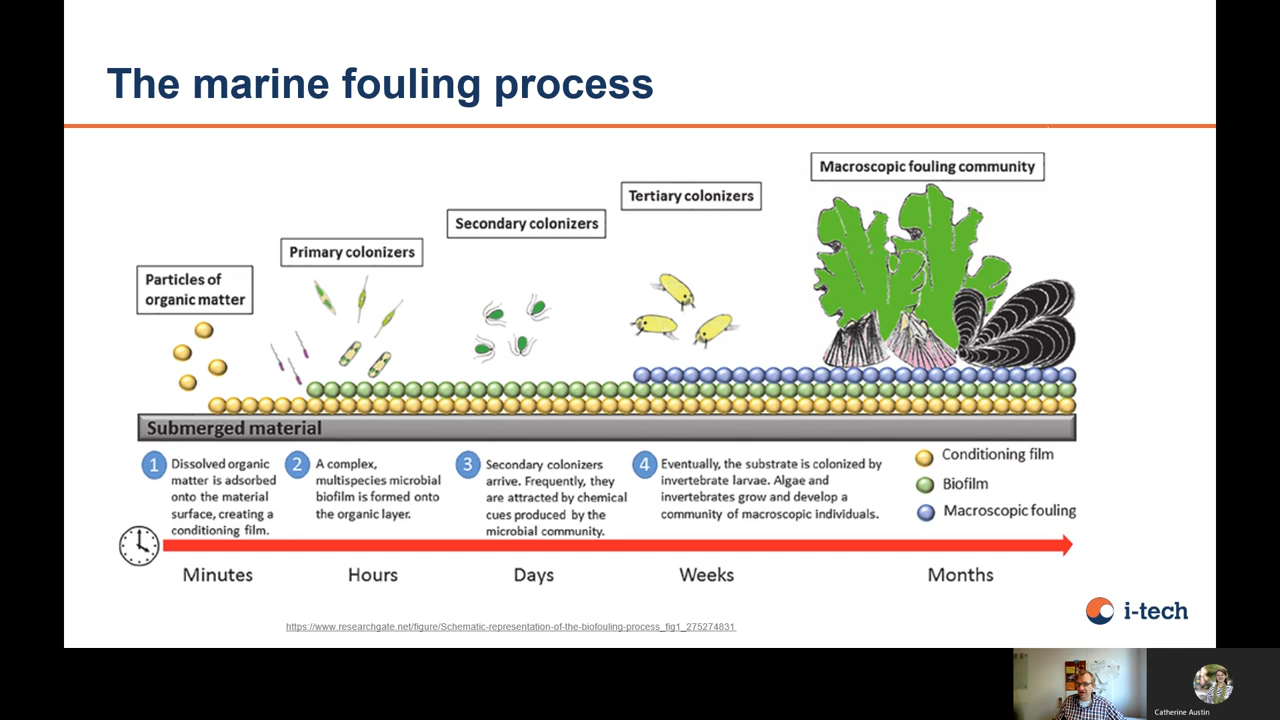 The marine fouling process
Macroscopic fouling community
Tertiary colonizers
Secondary colonizers
Primary colonizers
Particles of
organic matter
Submerged material
1
Dissolved organic
matter is adsorbed
onto the material
surface, creating a
conditioning film.
2
A complex,
multispecies microbial
biofilm is formed onto
the organic layer.
3
Secondary colonizers
arrive. Frequently, they
are attracted by chemical
cues produced by the
microbial community.
4
Eventually, the substrate is colonized by
invertebrate larvae. Algae and
invertebrates grow and develop a
community of macroscopic individuals.
Conditioning film
Biofilm
Macroscopic fouling
Minutes
Hours
Days
Weeks
Months
i-tech
https://www.researchgate.net/figure/Schematic-representation-of-the-biofouling-process_fig1_275274831
Catherine Austin